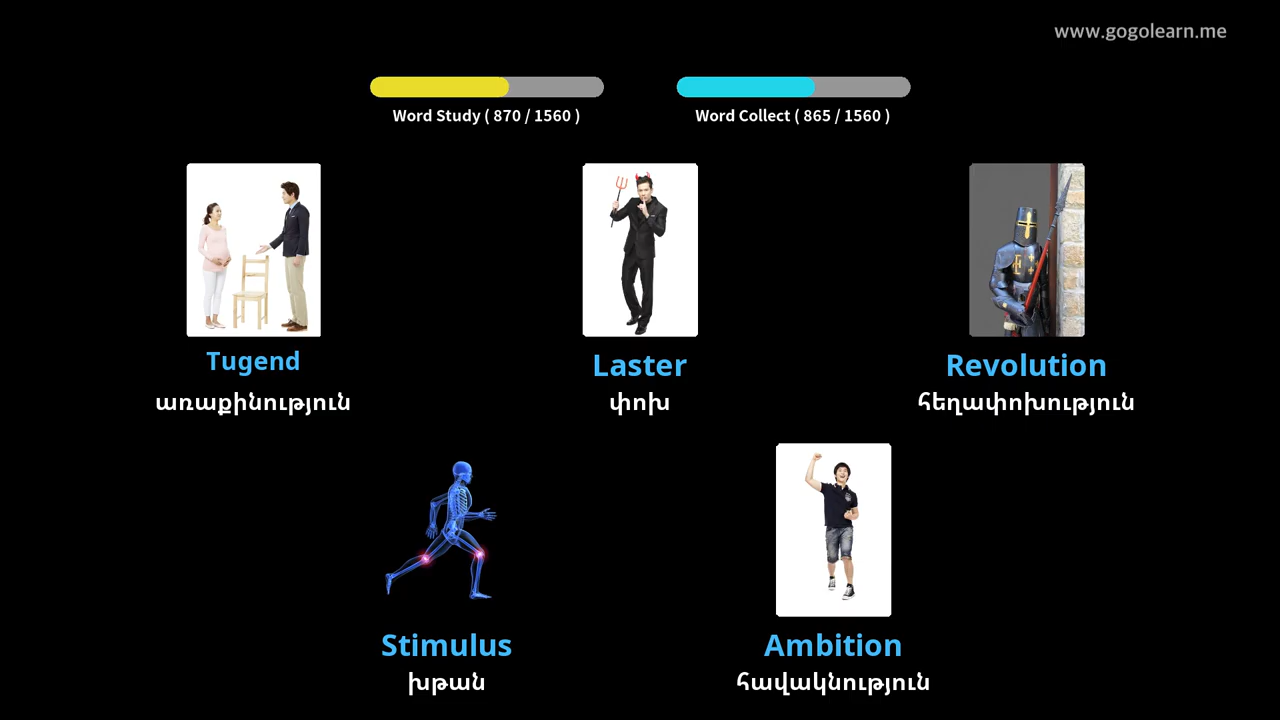 www.gogolearn.me
Word Study ( 870 / 1560 )
Word Collect ( 865 / 1560 )
Tugend
առաքինություն
Laster
փոխ
Revolution
հեղափոխություն
Stimulus
խթան
Ambition
հավակնություն